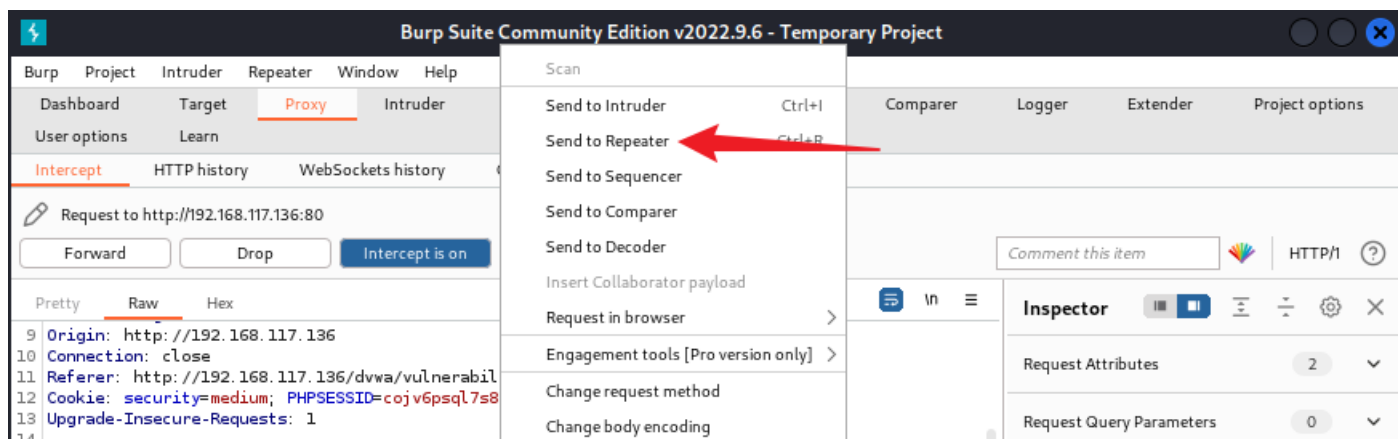 Burp Suite Community Edition v2022.9.6 - Temporary Project
Burp Project Intruder Repeater Window Help
Dashboard Target Proxy Intruder Comparer Logger Extender Project options
User options Learn
Intercept HTTP history WebSockets history
Request to http://192.168.117.136:80
Forward Drop Intercept is on
Comment this item HTTP/1 ?
Pretty Raw Hex
\n
Inspector
9 Origin: http://192.168.117.136
10 Connection: close
11 Referer: http://192.168.117.136/dvwa/vulnerabil
12 Cookie: security=medium; PHPSESSID=cojv6psql7s8
13 Upgrade-Insecure-Requests: 1
Scan
Send to Intruder Ctrl+I
Send to Repeater Ctrl+R
Send to Sequencer
Send to Comparer
Send to Decoder
Insert Collaborator payload
Request in browser
Engagement tools [Pro version only]
Change request method
Change body encoding
Request Attributes 2
Request Query Parameters 0